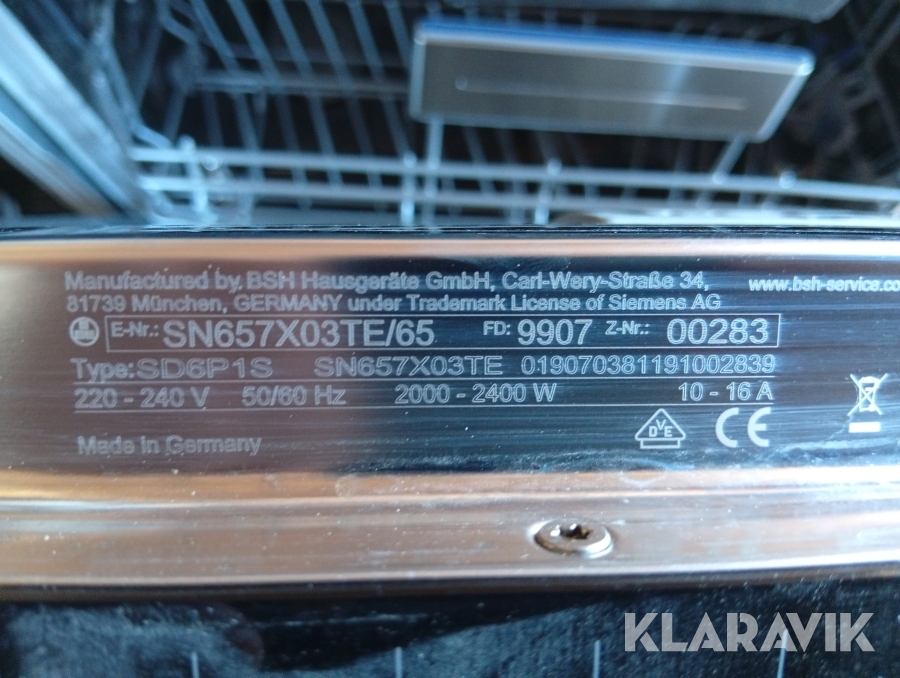 Manufactured by BSH Hausgeräte GmbH, Carl-Wery-Straße 34, www.bsh-service.co
81739 München, GERMANY under Trademark License of Siemens AG
E-Nr.: SN657X03TE/65 FD: 9907 Z-Nr.: 00283
Type: SD6P1S SN657X03TE 019070381191002839
220 - 240 V 50/60 Hz 2000 - 2400 W 10 - 16 A
Made in Germany
DVE CE
KLARAVIK